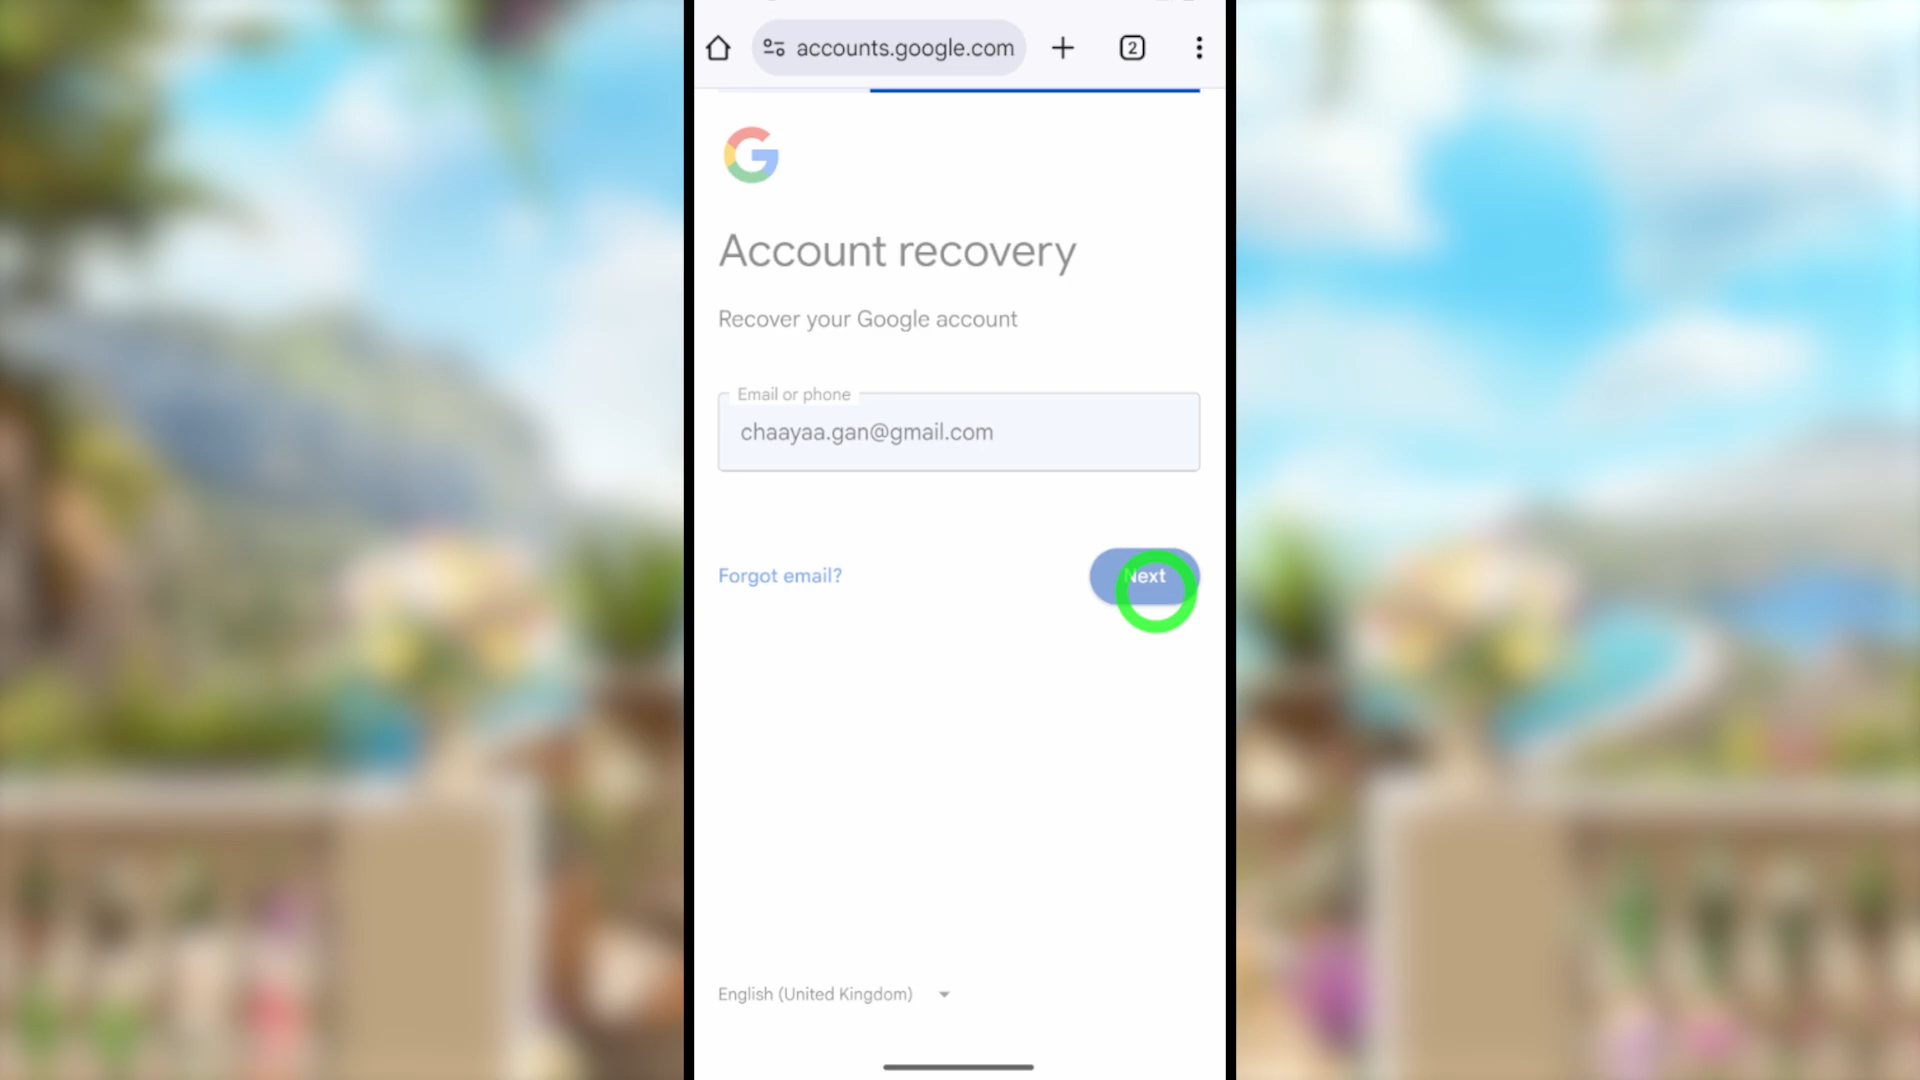 accounts.google.com
2
Account recovery
Recover your Google account
Email or phone
chaayaa.gan@gmail.com
Forgot email?
Next
English (United Kingdom)